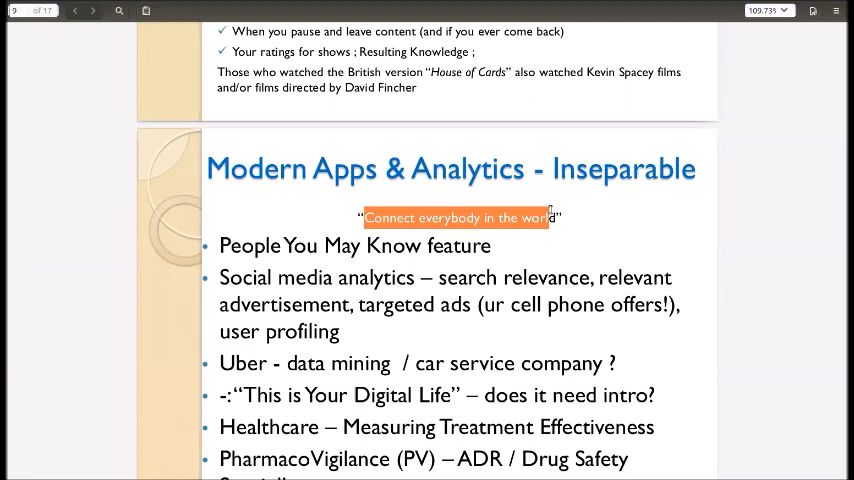 9 of 17
109.73%
✓ When you pause and leave content (and if you ever come back)
✓ Your ratings for shows ; Resulting Knowledge ;
Those who watched the British version “House of Cards” also watched Kevin Spacey films
and/or films directed by David Fincher
Modern Apps & Analytics - Inseparable
“Connect everybody in the world”
• People You May Know feature
• Social media analytics – search relevance, relevant
advertisement, targeted ads (ur cell phone offers!),
user profiling
• Uber - data mining / car service company ?
• -:“This is Your Digital Life” – does it need intro?
• Healthcare – Measuring Treatment Effectiveness
• PharmacoVigilance (PV) – ADR / Drug Safety